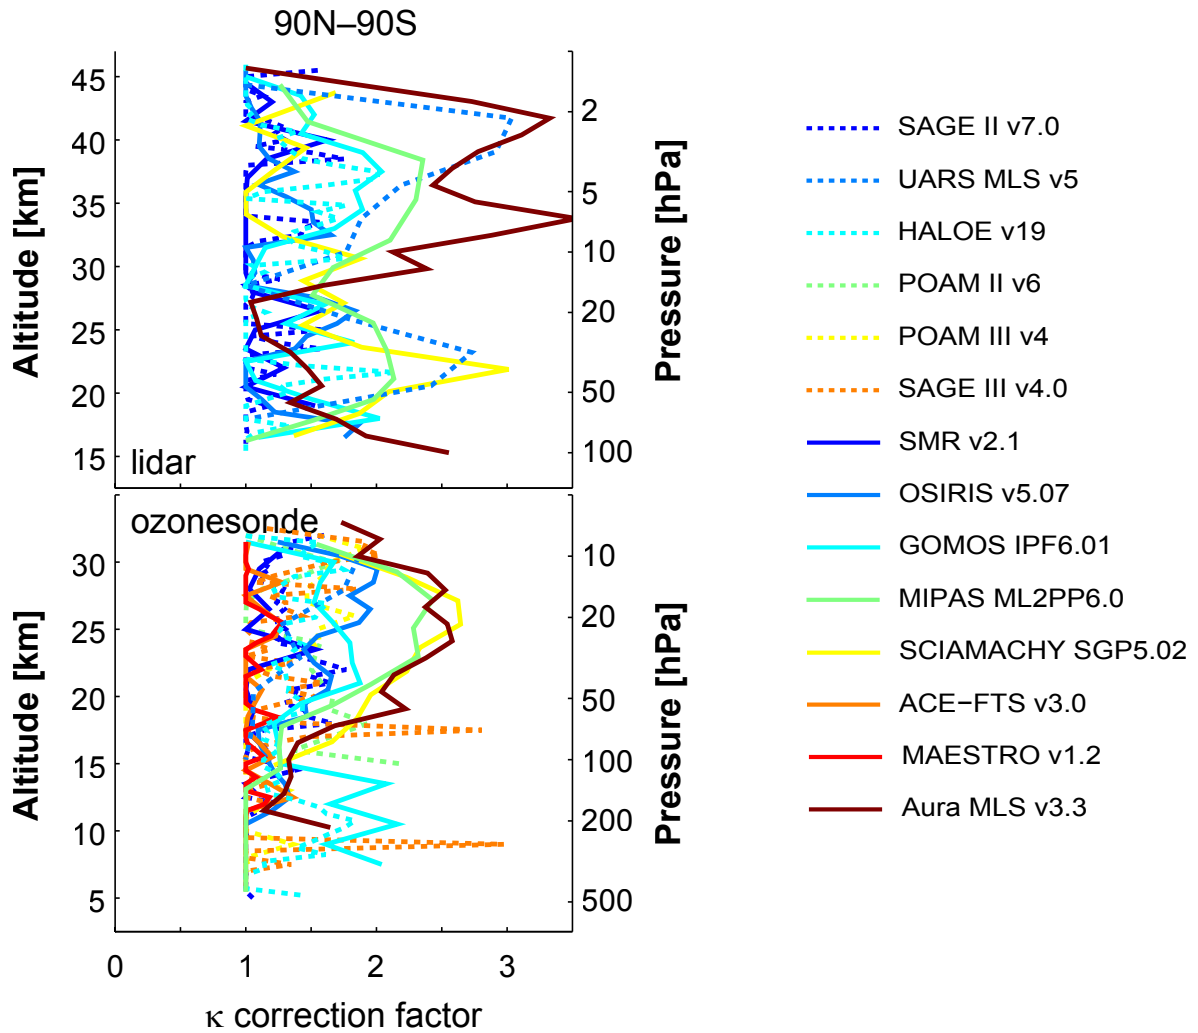 90N–90S
45
40
35
30
25
20
15
Altitude [km]
lidar
2
5
10
20
50
100
Pressure [hPa]
ozonesonde
30
25
20
15
10
5
Altitude [km]
10
20
50
100
200
500
Pressure [hPa]
0 1 2 3
κ correction factor
SAGE II v7.0
UARS MLS v5
HALOE v19
POAM II v6
POAM III v4
SAGE III v4.0
SMR v2.1
OSIRIS v5.07
GOMOS IPF6.01
MIPAS ML2PP6.0
SCIAMACHY SGP5.02
ACE−FTS v3.0
MAESTRO v1.2
Aura MLS v3.3